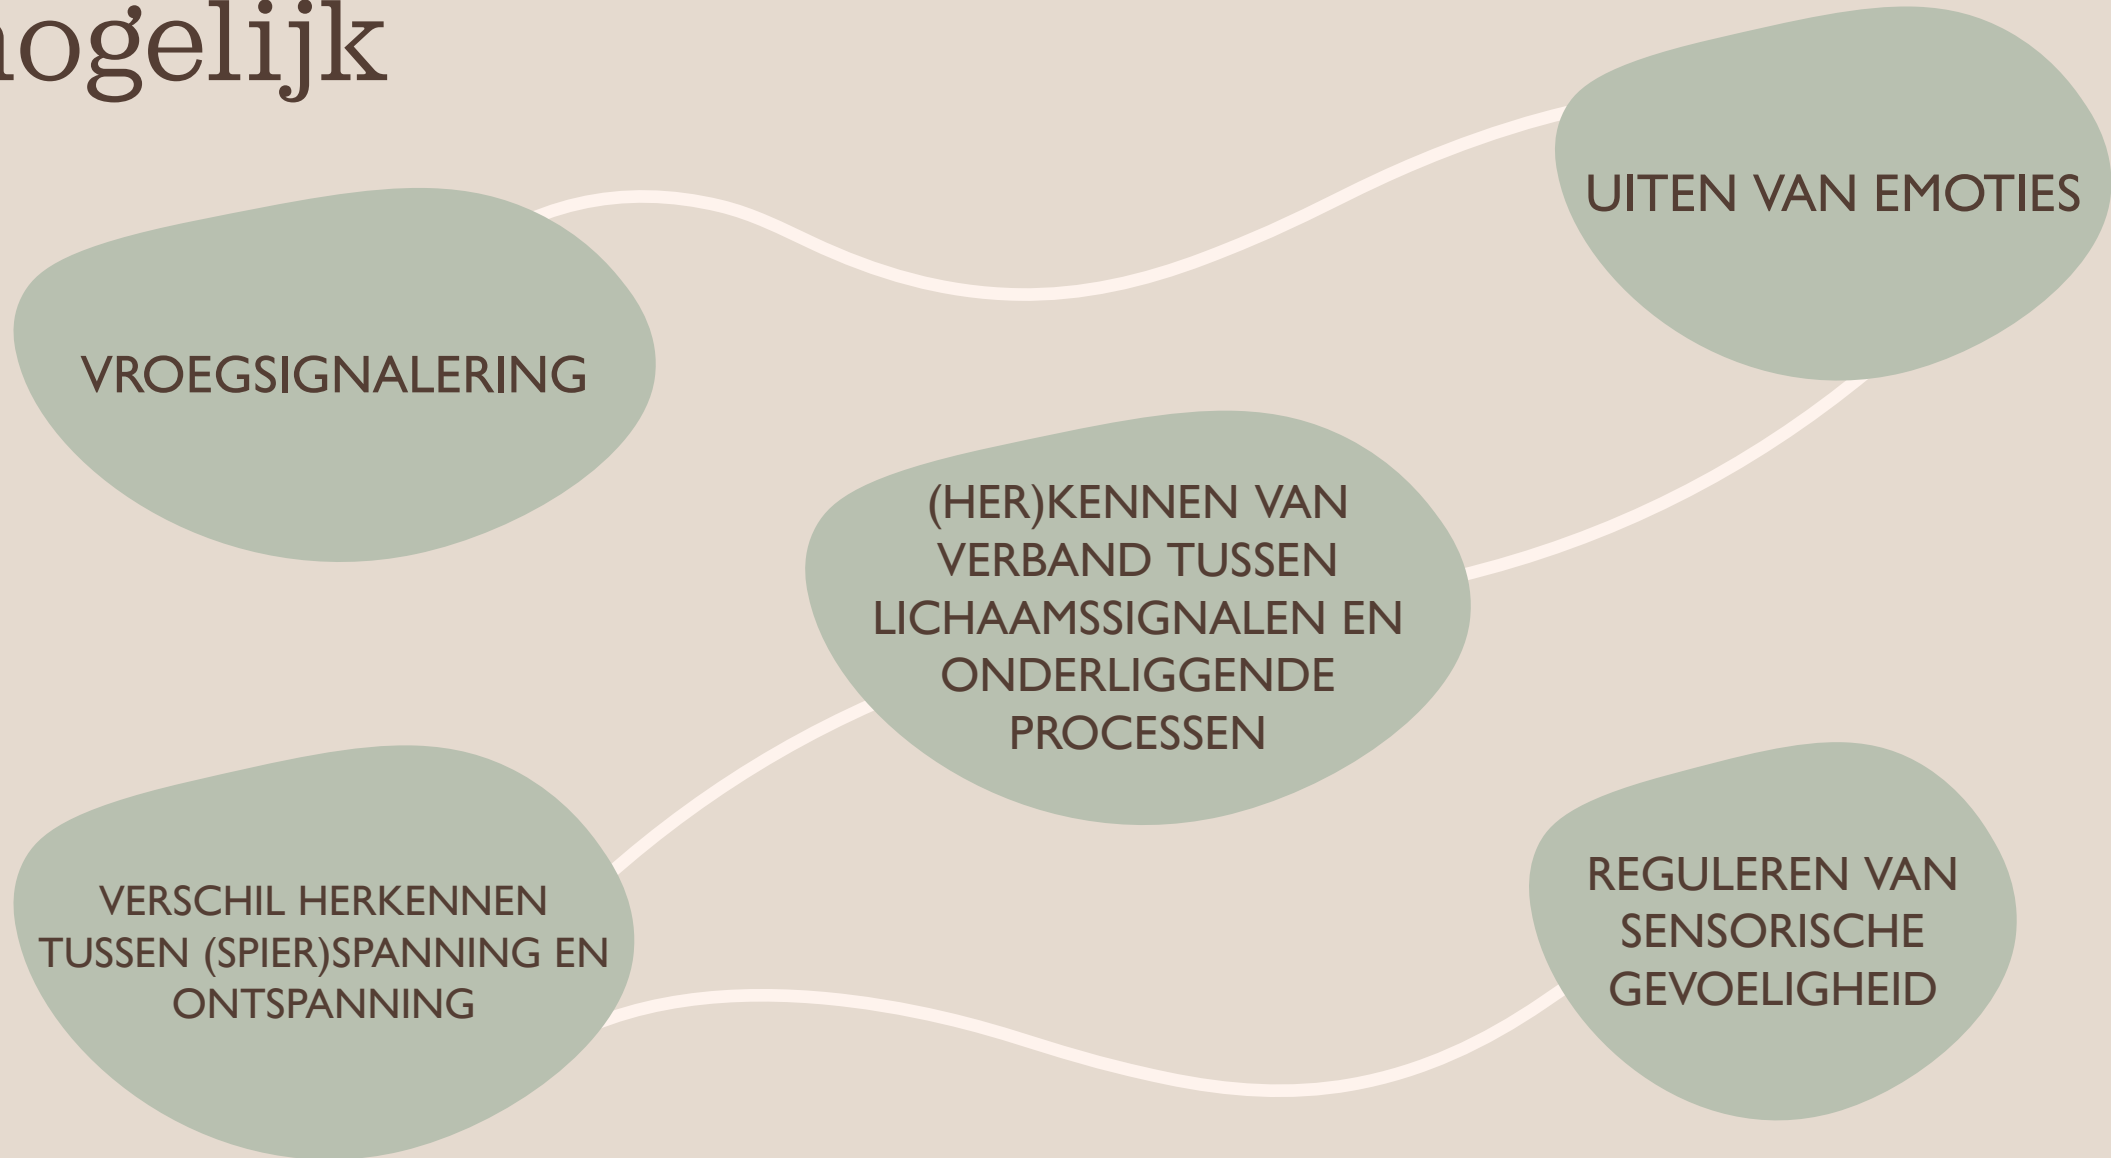 mogelijk
VROEGSIGNALERING
UITEN VAN EMOTIES
(HER)KENNEN VAN
VERBAND TUSSEN
LICHAAMSSIGNALEN EN
ONDERLIGGENDE
PROCESSEN
VERSCHIL HERKENNEN
TUSSEN (SPIER)SPANNING EN
ONTSPANNING
REGULEREN VAN
SENSORISCHE
GEVOELIGHEID